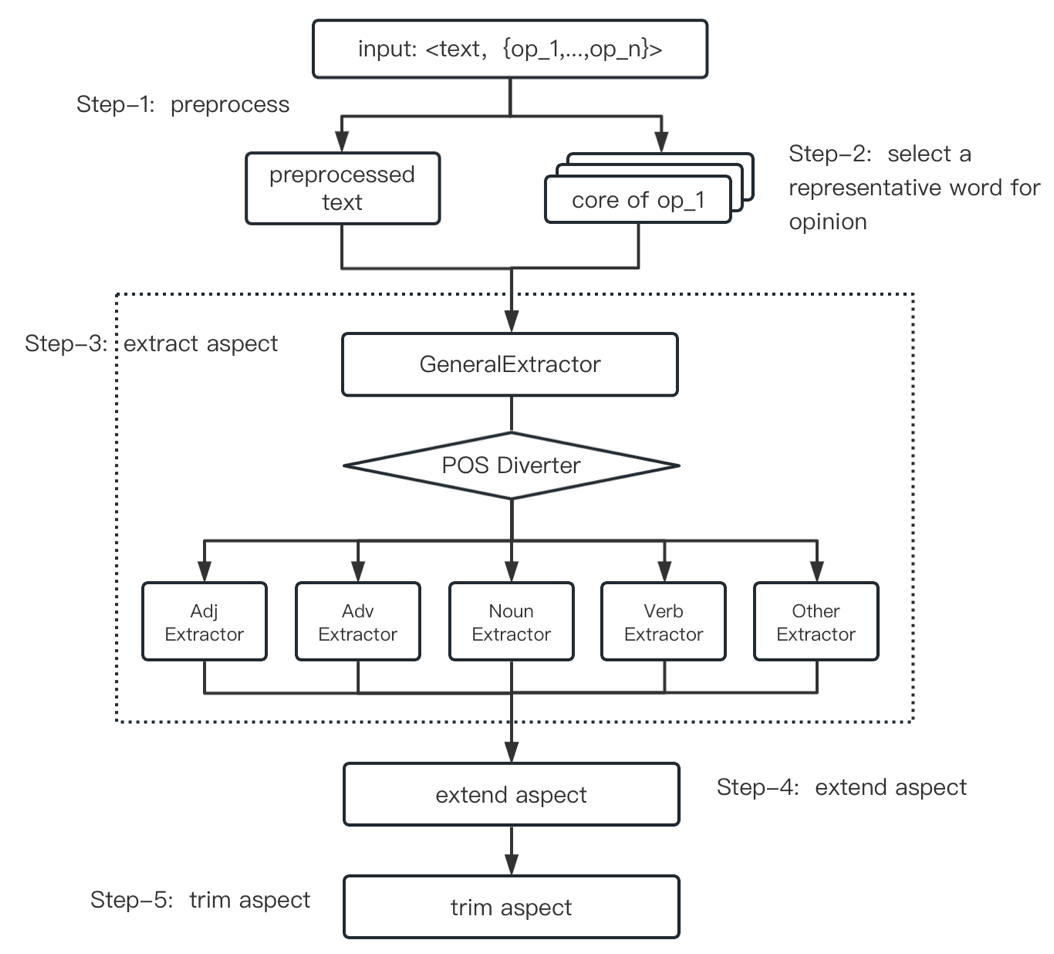 input: <text, {op_1,...,op_n}>
Step-1: preprocess
preprocessed
text
core of op_1
Step-2: select a
representative word for
opinion
Step-3: extract aspect
GeneralExtractor
POS Diverter
Adj
Extractor
Adv
Extractor
Noun
Extractor
Verb
Extractor
Other
Extractor
extend aspect
Step-4: extend aspect
Step-5: trim aspect
trim aspect